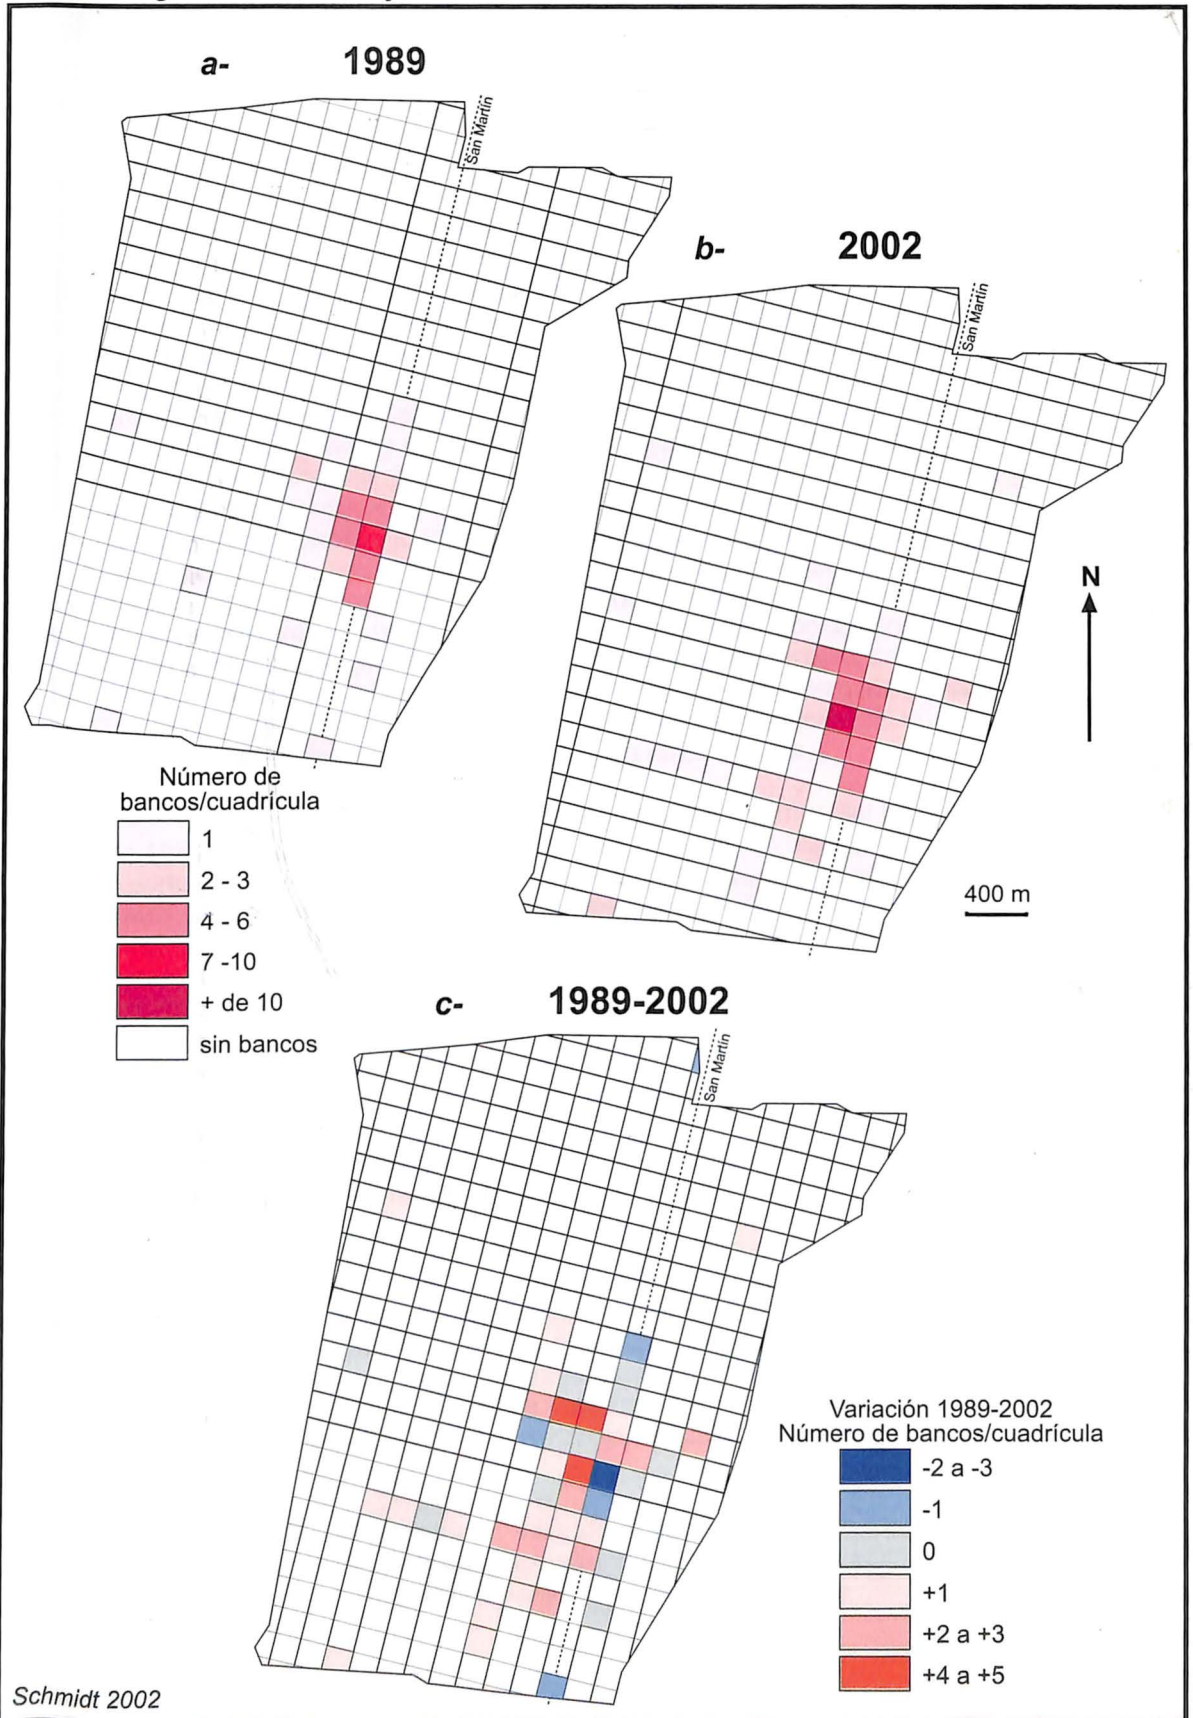 a- 1989
San Martín
b- 2002
San Martín
N
400 m
Número de
bancos/cuadrícula
1
2 - 3
4 - 6
7 -10
+ de 10
sin bancos
c- 1989-2002
San Martín
Variación 1989-2002
Número de bancos/cuadrícula
-2 a -3
-1
0
+1
+2 a +3
+4 a +5
Schmidt 2002